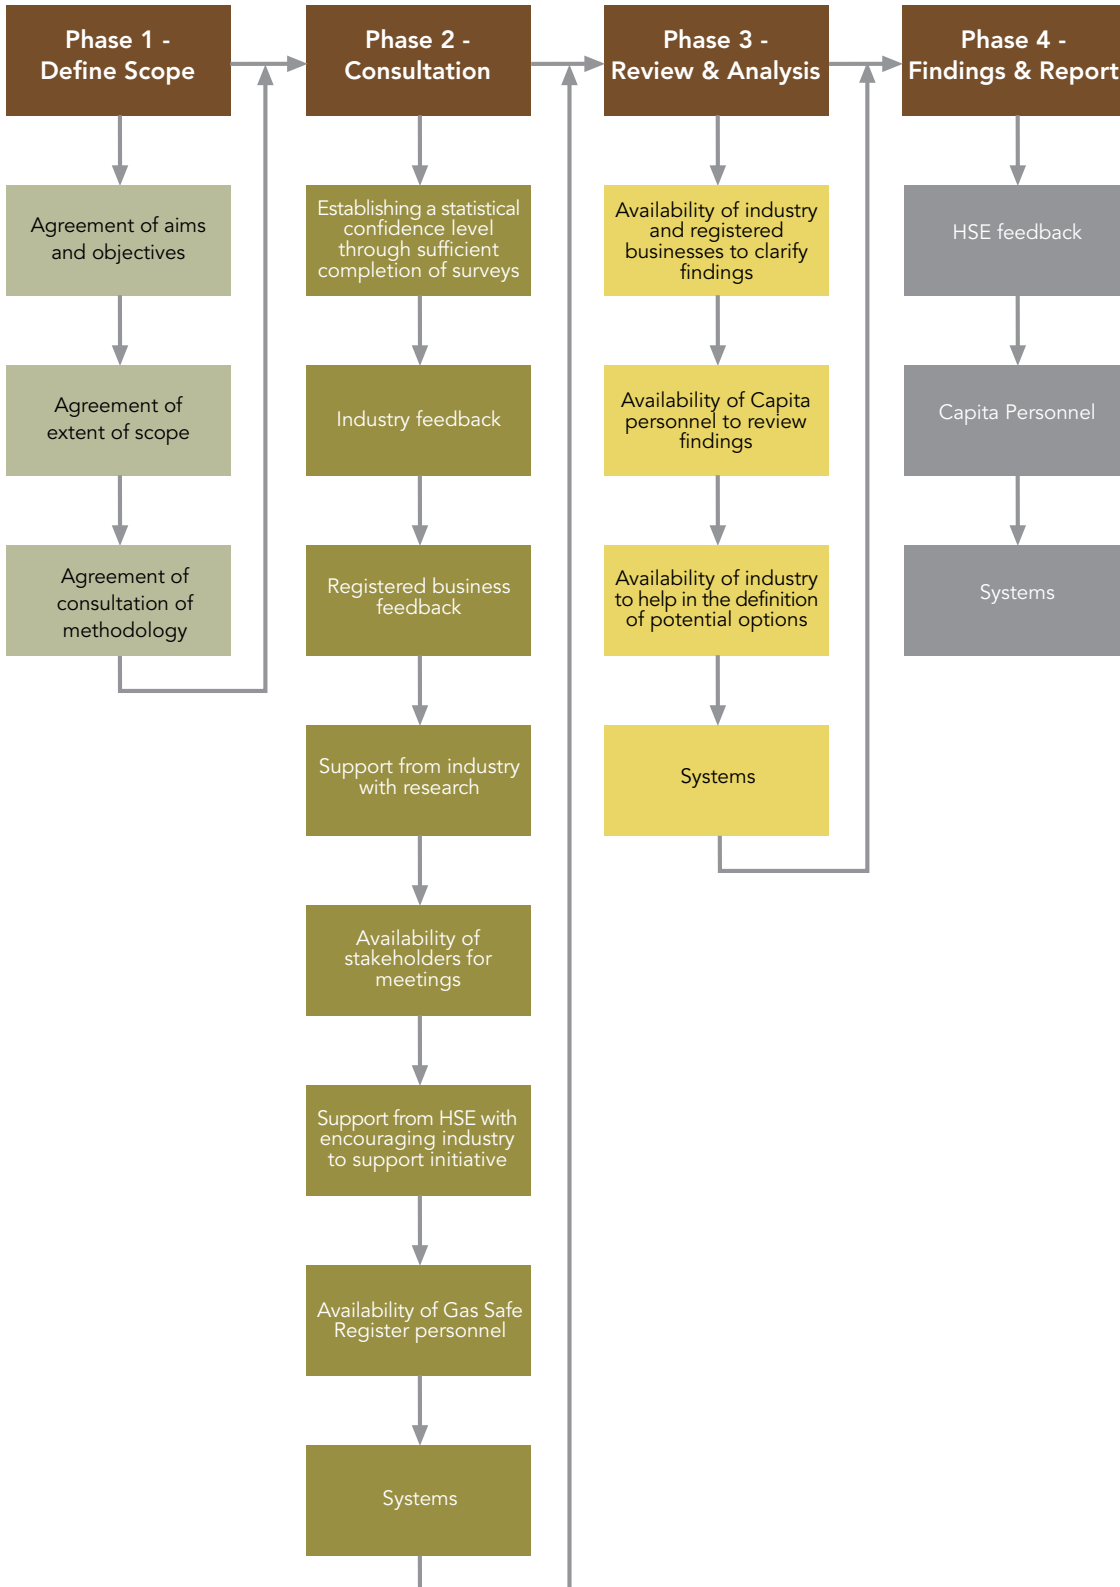 Phase 1 -
Define Scope
Agreement of aims
and objectives
Agreement of
extent of scope
Agreement of
consultation of
methodology
Phase 2 -
Consultation
Establishing a statistical
confidence level
through sufficient
completion of surveys
Industry feedback
Registered business
feedback
Support from industry
with research
Availability of
stakeholders for
meetings
Support from HSE with
encouraging industry
to support initiative
Availability of Gas Safe
Register personnel
Systems
Phase 3 -
Review & Analysis
Availability of industry
and registered
businesses to clarify
findings
Availability of Capita
personnel to review
findings
Availability of industry
to help in the definition
of potential options
Systems
Phase 4 -
Findings & Report
HSE feedback
Capita Personnel
Systems